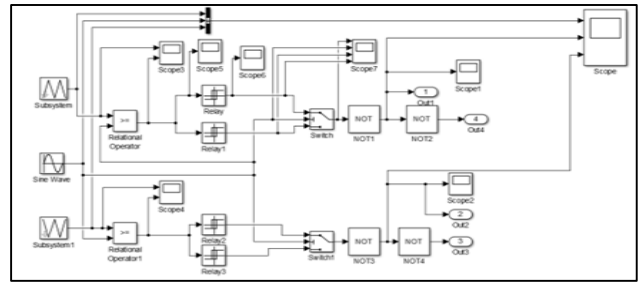 Scope
Scope3
Scope5
Scope6
Scope7
Scope1
Subsystem
Relay
1
Out1
>=
Relational
Operator
Relay1
Switch
NOT
NOT1
NOT
NOT2
4
Out4
Sine Wave
Scope4
Scope2
Subsystem1
>=
Relational
Operator1
Relay2
Relay3
Switch1
NOT
NOT3
NOT
NOT4
2
Out2
3
Out3